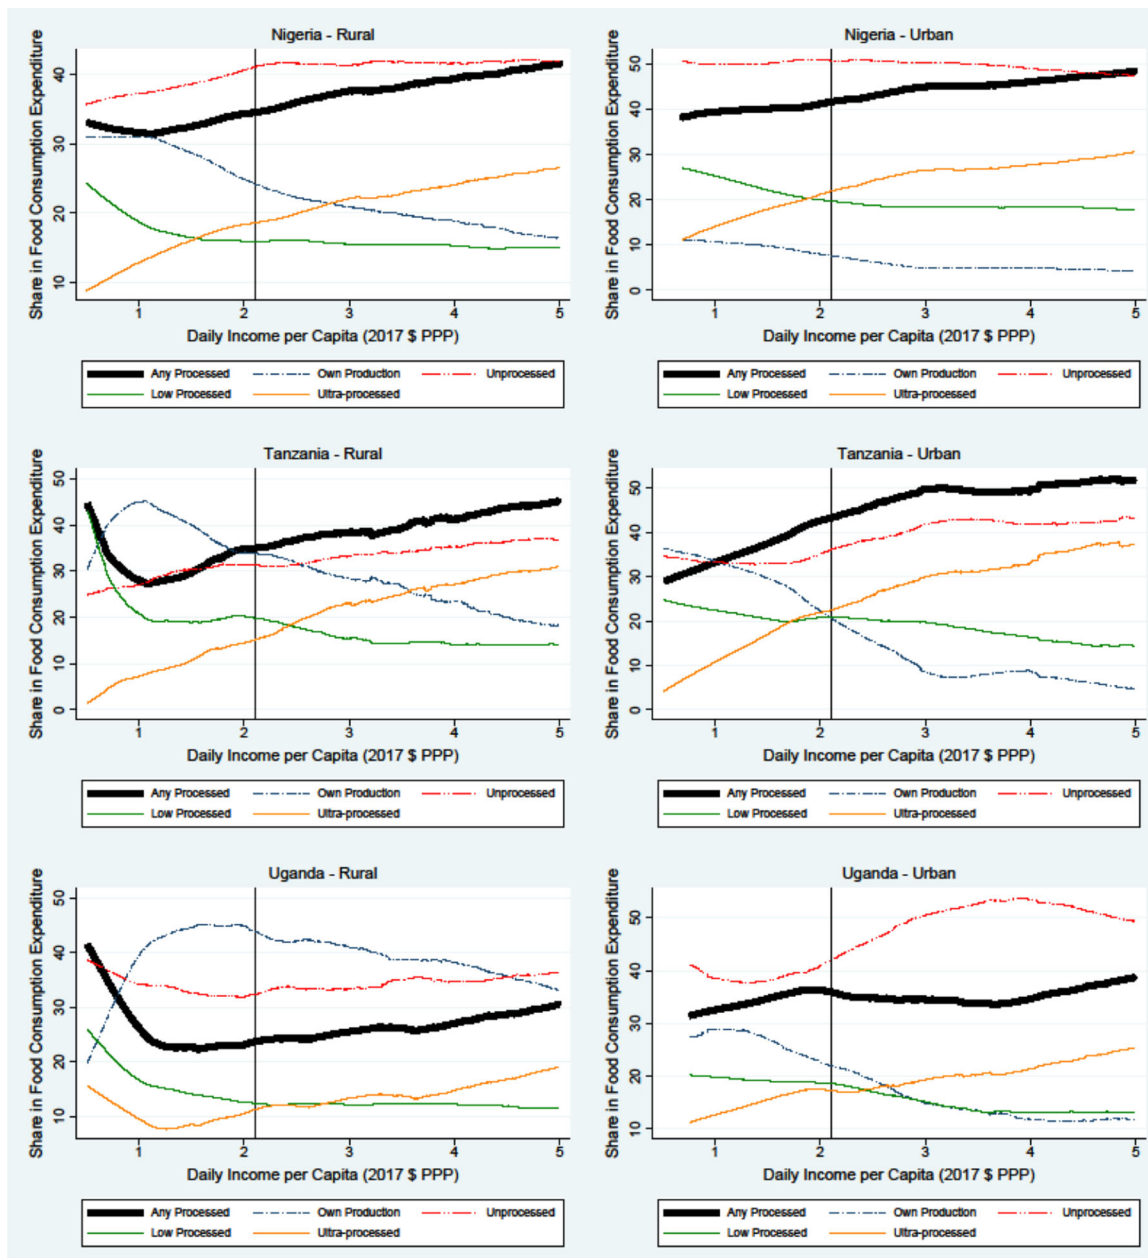 Nigeria - Rural
Share in Food Consumption Expenditure
40
30
20
10
1 2 3 4 5
Daily Income per Capita (2017 $ PPP)
Any Processed Own Production Unprocessed
Low Processed Ultra-processed
Nigeria - Urban
Share in Food Consumption Expenditure
50
40
30
20
10
0
1 2 3 4 5
Daily Income per Capita (2017 $ PPP)
Any Processed Own Production Unprocessed
Low Processed Ultra-processed
Tanzania - Rural
Share in Food Consumption Expenditure
50
40
30
20
10
0
1 2 3 4 5
Daily Income per Capita (2017 $ PPP)
Any Processed Own Production Unprocessed
Low Processed Ultra-processed
Tanzania - Urban
Share in Food Consumption Expenditure
50
40
30
20
10
0
1 2 3 4 5
Daily Income per Capita (2017 $ PPP)
Any Processed Own Production Unprocessed
Low Processed Ultra-processed
Uganda - Rural
Share in Food Consumption Expenditure
50
40
30
20
10
1 2 3 4 5
Daily Income per Capita (2017 $ PPP)
Any Processed Own Production Unprocessed
Low Processed Ultra-processed
Uganda - Urban
Share in Food Consumption Expenditure
50
40
30
20
10
1 2 3 4 5
Daily Income per Capita (2017 $ PPP)
Any Processed Own Production Unprocessed
Low Processed Ultra-processed